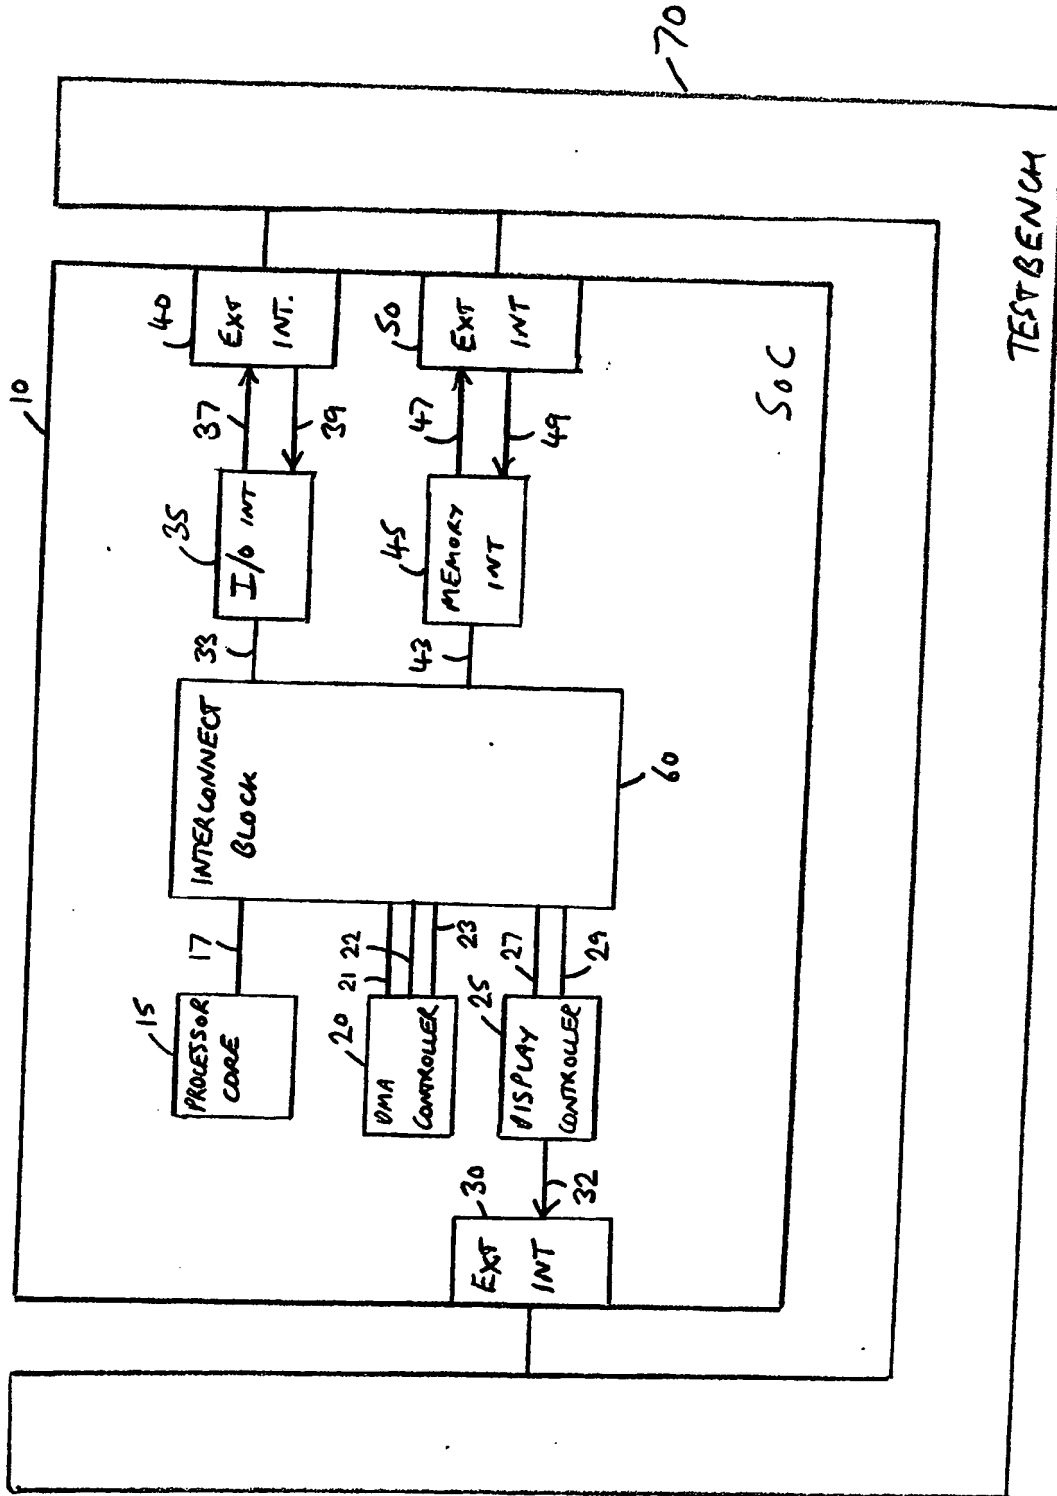 10
70
15
PROCESSOR
CORE
17
INTERCONNECT
BLOCK
33
35
I/O INT
37
39
40
EXT
INT.
20
DMA
CONTROLLER
21
22
23
43
45
MEMORY
INT
47
49
50
EXT
INT
30
EXT
INT
32
25
DISPLAY
CONTROLLER
27
29
60
SoC
TESTBENCH